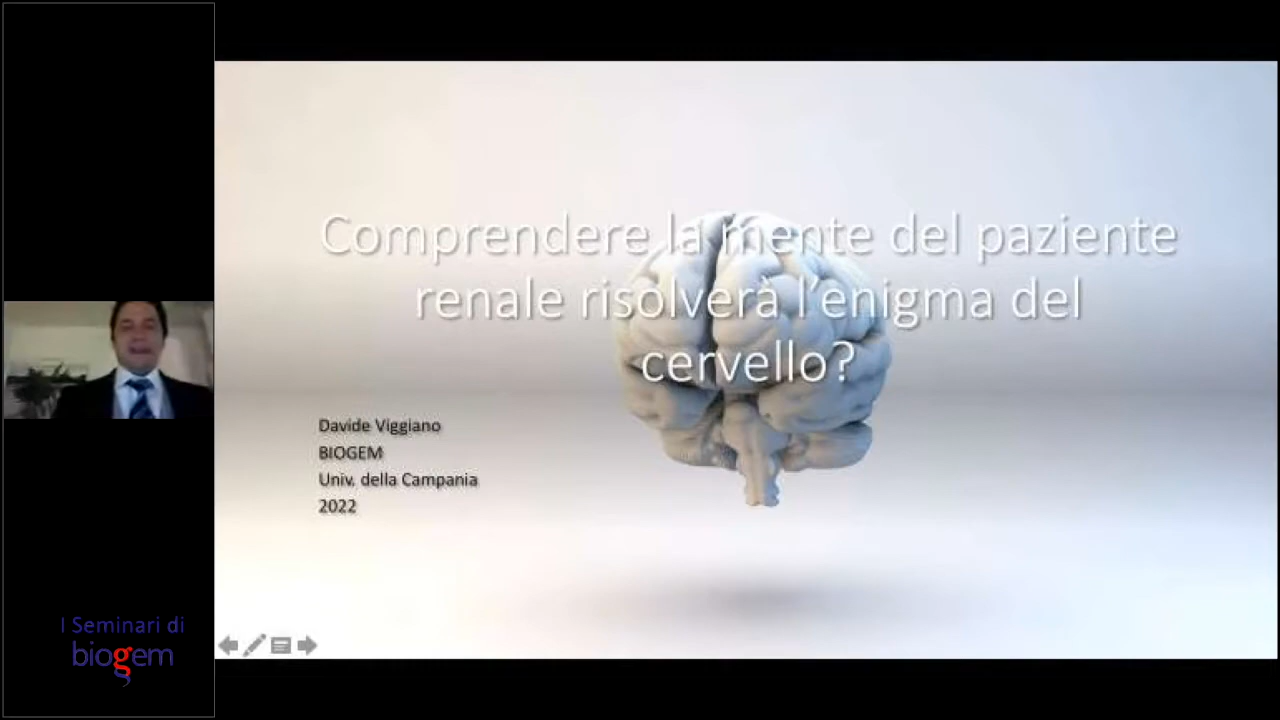 Comprendere la mente del paziente
renale risolverà l'enigma del
cervello?
Davide Viggiano
BIOGEM
Univ. della Campania
2022
I Seminari di
biogem